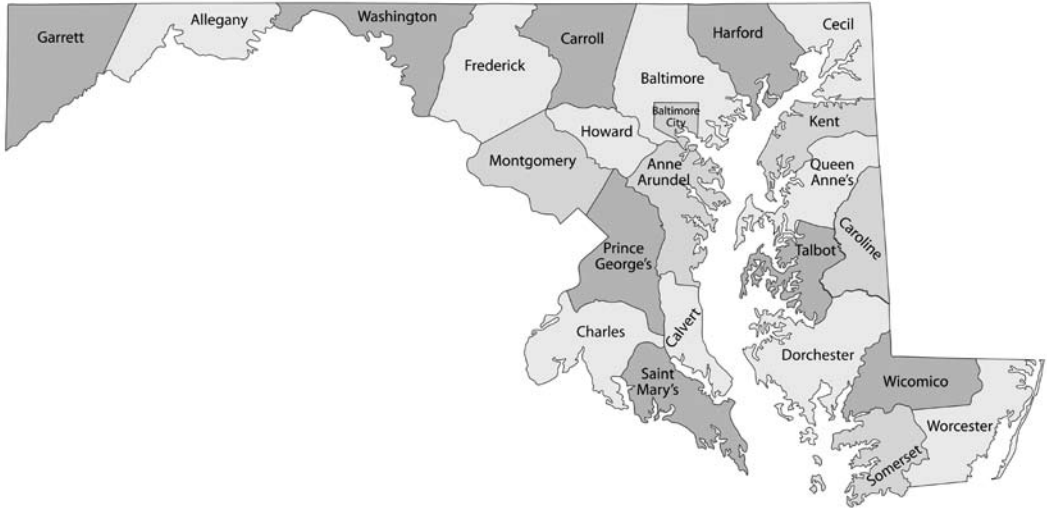 Garrett
Allegany
Washington
Frederick
Carroll
Baltimore
Harford
Cecil
Baltimore
City
Kent
Howard
Montgomery
Anne
Arundel
Queen
Anne's
Caroline
Talbot
Prince
George's
Charles
Calvert
Dorchester
Saint
Mary's
Wicomico
Worcester
Somerset